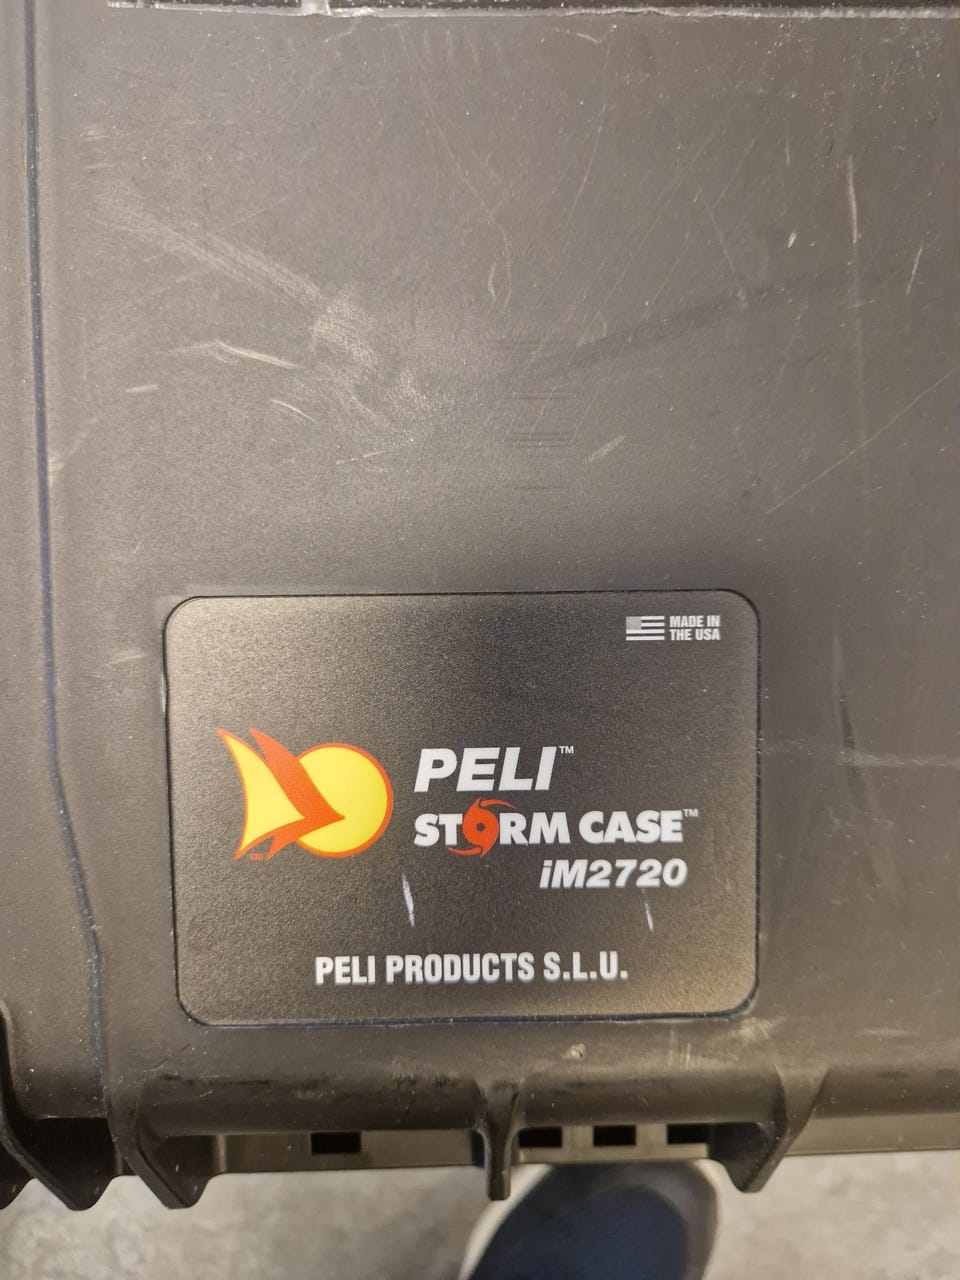 MADE IN
THE USA
PELI™
STORM CASE™
iM2720
PELI PRODUCTS S.L.U.